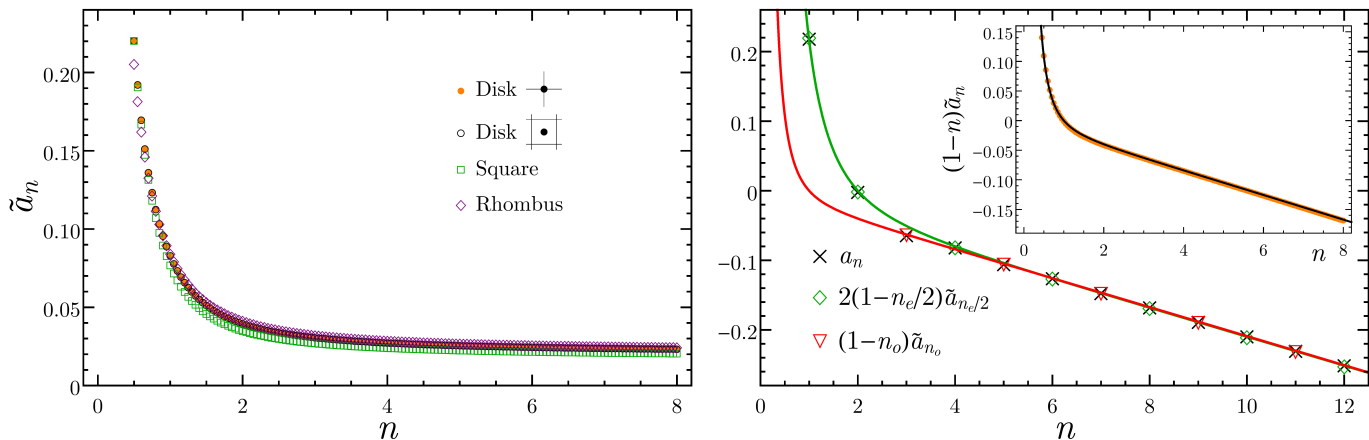 0.20
0.15
0.10
0.05
0
0 2 4 6 8
n
ã_n
Disk
Disk
Square
Rhombus
0.2
0.1
0
−0.1
−0.2
0 2 4 6 8 10 12
n
a_n
2(1−n_e/2)ã_{n_e/2}
(1−n_o)ã_{n_o}
0.15
0.10
0.05
0
−0.05
−0.10
−0.15
0 2 4 6 n 8
(1−n)ã_n